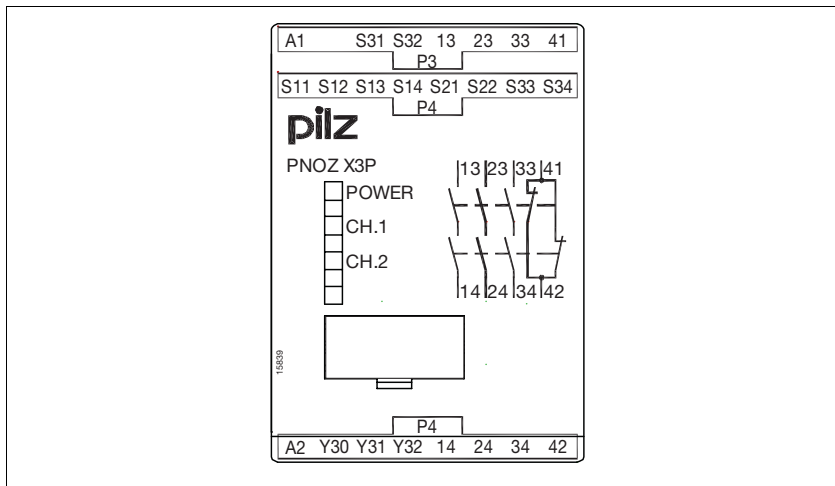 A1 S31 S32 13 23 33 41
P3
S11 S12 S13 S14 S21 S22 S33 S34
P4
pilz
PNOZ X3P
13 23 33 41
POWER
CH.1
CH.2
14 24 34 42
15839
P4
A2 Y30 Y31 Y32 14 24 34 42